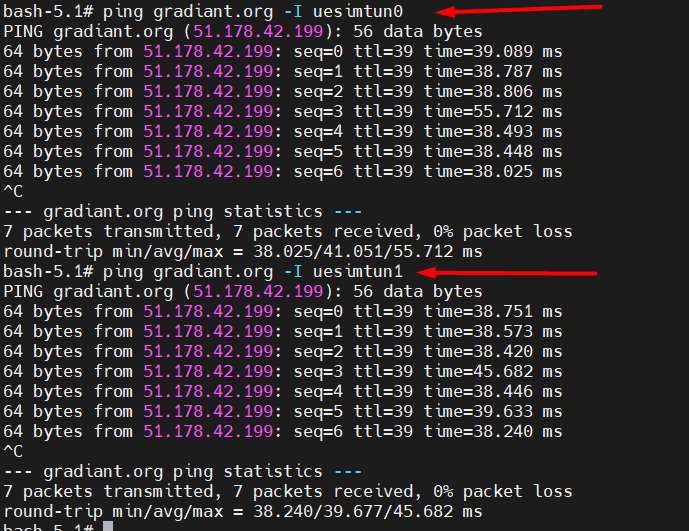 bash-5.1# ping gradiant.org -I uesimtun0
PING gradiant.org (51.178.42.199): 56 data bytes
64 bytes from 51.178.42.199: seq=0 ttl=39 time=39.089 ms
64 bytes from 51.178.42.199: seq=1 ttl=39 time=38.787 ms
64 bytes from 51.178.42.199: seq=2 ttl=39 time=38.806 ms
64 bytes from 51.178.42.199: seq=3 ttl=39 time=55.712 ms
64 bytes from 51.178.42.199: seq=4 ttl=39 time=38.493 ms
64 bytes from 51.178.42.199: seq=5 ttl=39 time=38.448 ms
64 bytes from 51.178.42.199: seq=6 ttl=39 time=38.025 ms
^C
--- gradiant.org ping statistics ---
7 packets transmitted, 7 packets received, 0% packet loss
round-trip min/avg/max = 38.025/41.051/55.712 ms
bash-5.1# ping gradiant.org -I uesimtun1
PING gradiant.org (51.178.42.199): 56 data bytes
64 bytes from 51.178.42.199: seq=0 ttl=39 time=38.751 ms
64 bytes from 51.178.42.199: seq=1 ttl=39 time=38.573 ms
64 bytes from 51.178.42.199: seq=2 ttl=39 time=38.420 ms
64 bytes from 51.178.42.199: seq=3 ttl=39 time=45.682 ms
64 bytes from 51.178.42.199: seq=4 ttl=39 time=38.446 ms
64 bytes from 51.178.42.199: seq=5 ttl=39 time=39.633 ms
64 bytes from 51.178.42.199: seq=6 ttl=39 time=38.240 ms
^C
--- gradiant.org ping statistics ---
7 packets transmitted, 7 packets received, 0% packet loss
round-trip min/avg/max = 38.240/39.677/45.682 ms
bash-5.1#